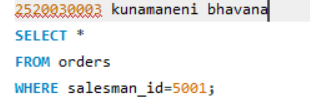 2520030003 kunamaneni bhavana
SELECT *
FROM orders
WHERE salesman_id=5001;